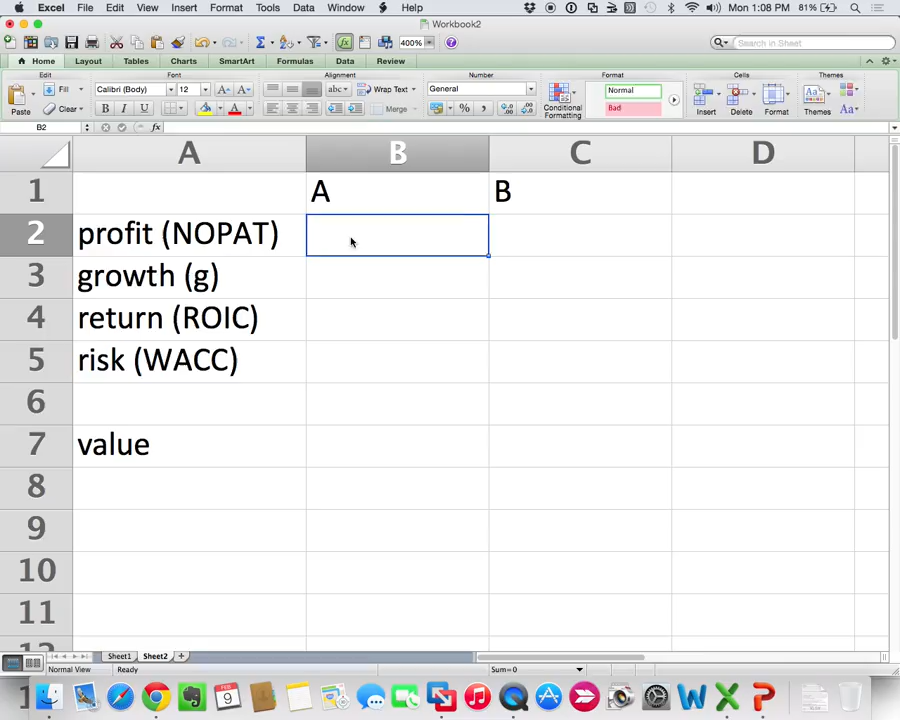 Excel File Edit View Insert Format Tools Data Window Help Mon 1:08 PM 81%
Workbook2
400% Search in Sheet
Home Layout Tables Charts SmartArt Formulas Data Review
Edit Font Alignment Number Format Cells Themes
Paste Fill Clear Calibri (Body) 12 abc Wrap Text General Normal
B I U Merge % Conditional Formatting Bad Insert Delete Format Themes Aa
B2 fx
A B C D
1 A B
2 profit (NOPAT)
3 growth (g)
4 return (ROIC)
5 risk (WACC)
6
7 value
8
9
10
11
12
Sheet1 Sheet2
Normal View Ready Sum=0
FEB 9